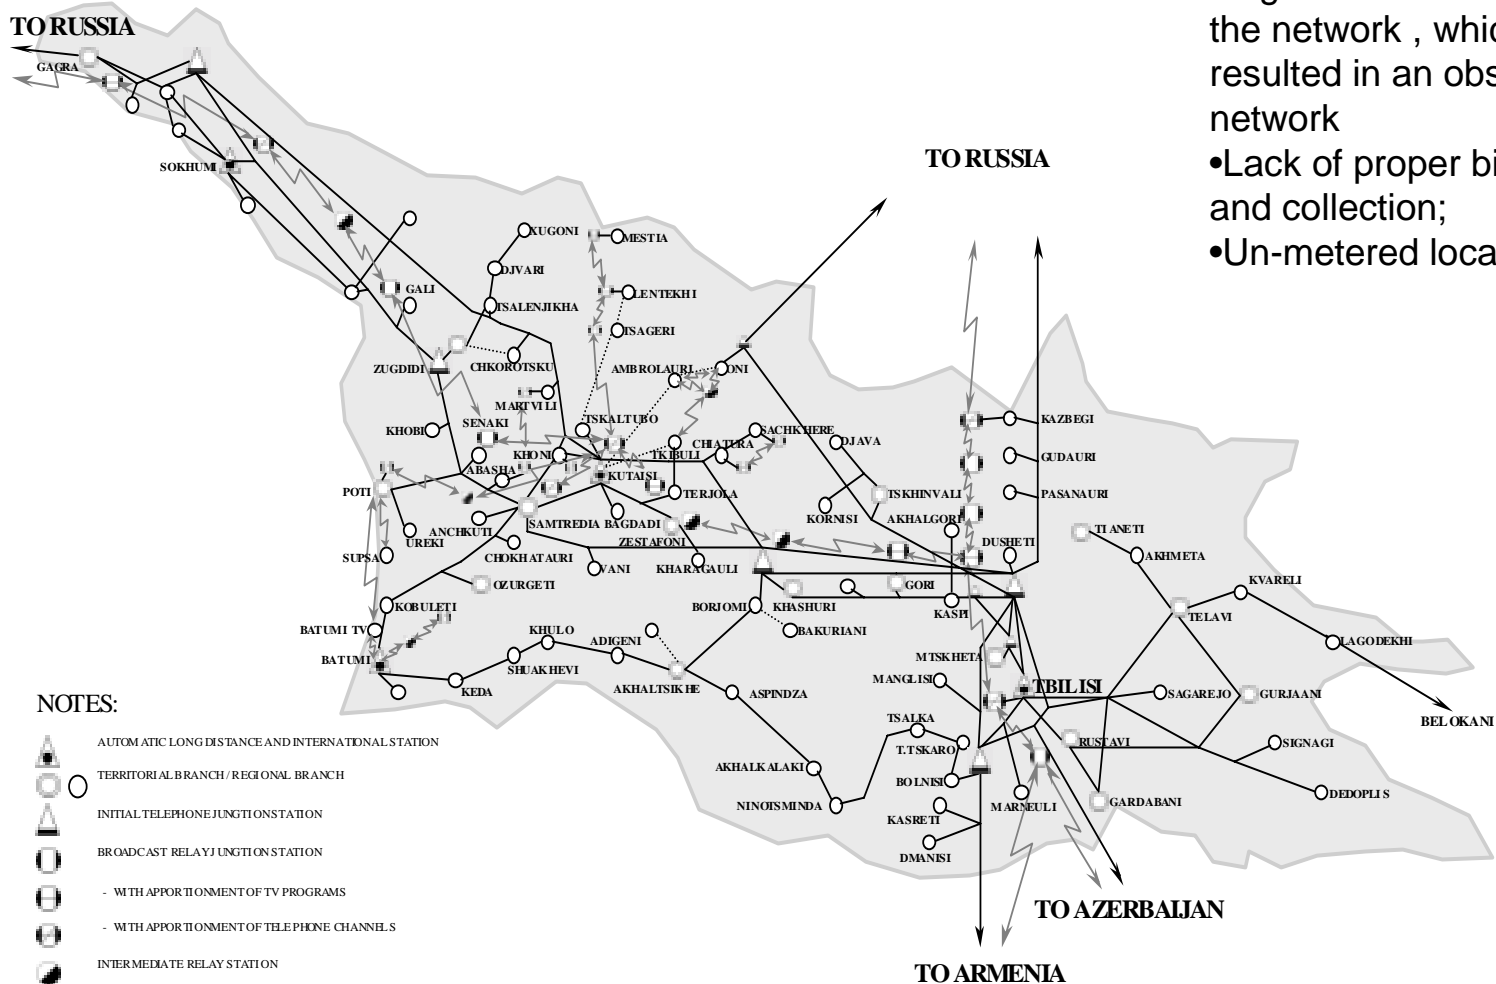 TO RUSSIA
GAGRA
SOKHUMI
the network , 
resulted in an
network
•Lack of proper
and collection;
•Un-metered
TO RUSSIA
XUGONI
MESTIA
DJVARI
GALI
TSALENJIKHA
LENTEKHI
TSAGERI
ZUGDIDI
CHKOROTSKU
AMBROLAURI
ONI
MARTVILI
SENAKI
TSKALTUBO
SACHKHERE
KAZBEGI
KHOBI
CHIATURA
DJAVA
KHONI
TKIBULI
GUDAURI
ABASHA
KUTAISI
POTI
TERJOLA
TSKHINVALI
PASANAURI
ANCHKUTI
SAMTREDIA
BAGDADI
KORNISI
AKHALGORI
TIANETI
UREKI
ZESTAFONI
DUSHETI
SUPSA
CHOKHATAURI
VANI
KHARAGAULI
AKHMETA
OZURGETI
GORI
KVARELI
KOBULETI
BORJOMI
KHASHURI
KASPI
TELAVI
BATUMI TV
KHULO
ADIGENI
BAKURIANI
LAGODEKHI
BATUMI
SHUAKHEVI
MTSKHETA
KEDA
AKHALTSIKHE
ASPINDZA
MANGLISI
TBILISI
SAGAREJO
GURJAANI
BELOKANI
TSALKA
T.TSKARO
RUSTAVI
SIGNAGI
AKHALKALAKI
BOLNISI
NINOTSMINDA
MARNEULI
GARDABANI
DEDOPLIS
KASRETI
DMANISI
TO AZERBAIJAN
TO ARMENIA
NOTES:
AUTOMATIC LONG DISTANCE AND INTERNATIONAL STATION
TERRITORIAL BRANCH / REGIONAL BRANCH
INITIAL TELEPHONE JUNGTION STATION
BROADCAST RELAY JUNGTION STATION
- WITH APPORTIONMENT OF TV PROGRAMS
- WITH APPORTIONMENT OF TELEPHONE CHANNELS
INTERMEDIATE RELAY STATION